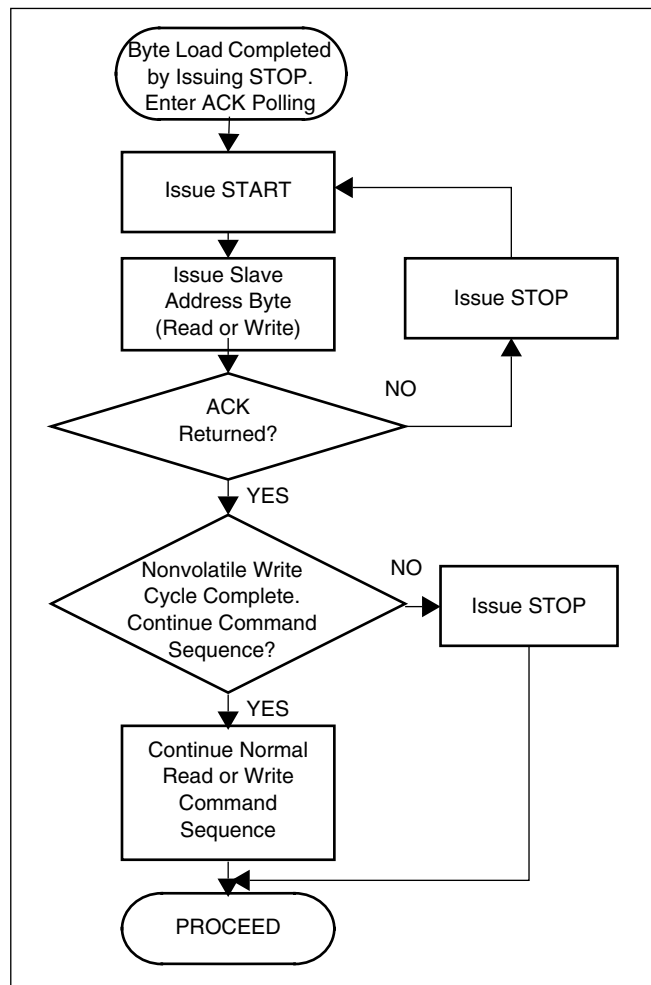 Byte Load Completed
by Issuing STOP.
Enter ACK Polling
Issue START
Issue Slave
Address Byte
(Read or Write)
Issue STOP
ACK
Returned?
NO
YES
Nonvolatile Write
Cycle Complete.
Continue Command
Sequence?
NO
Issue STOP
YES
Continue Normal
Read or Write
Command
Sequence
PROCEED